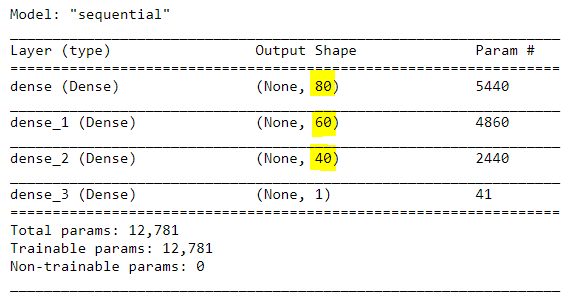 Model: "sequential"
Layer (type) Output Shape Param #
dense (Dense) (None, 80) 5440
dense_1 (Dense) (None, 60) 4860
dense_2 (Dense) (None, 40) 2440
dense_3 (Dense) (None, 1) 41
Total params: 12,781
Trainable params: 12,781
Non-trainable params: 0